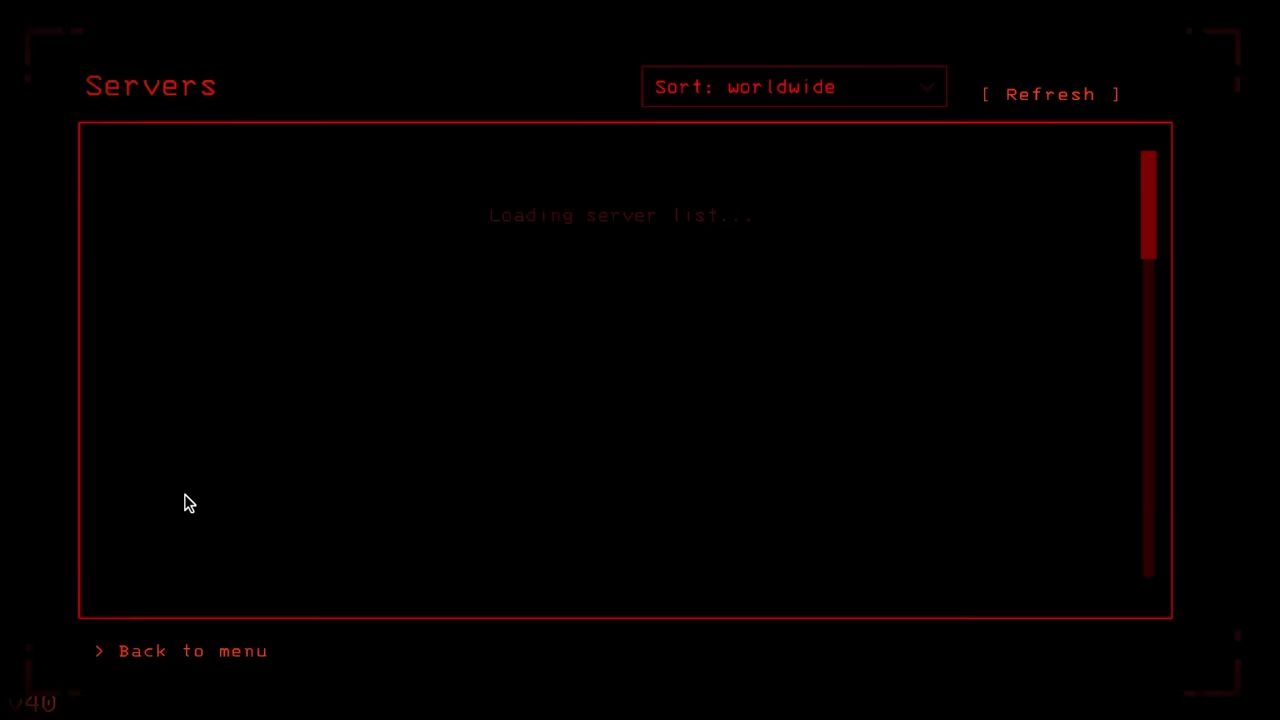 Servers
Sort: worldwide
[ Refresh ]
Loading server list...
> Back to menu
v40